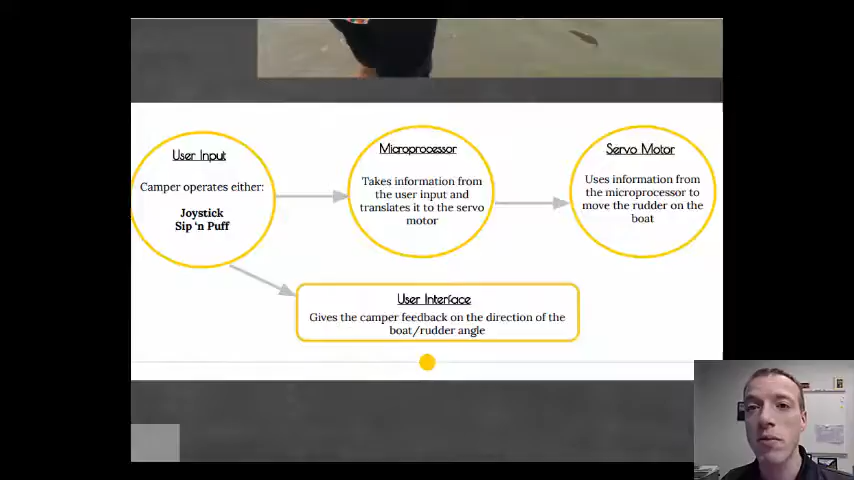 User Input
Camper operates either:
Joystick
Sip 'n Puff
Microprocessor
Takes information from
the user input and
translates it to the servo
motor
Servo Motor
Uses information from
the microprocessor to
move the rudder on the
boat
User Interface
Gives the camper feedback on the direction of the
boat/rudder angle